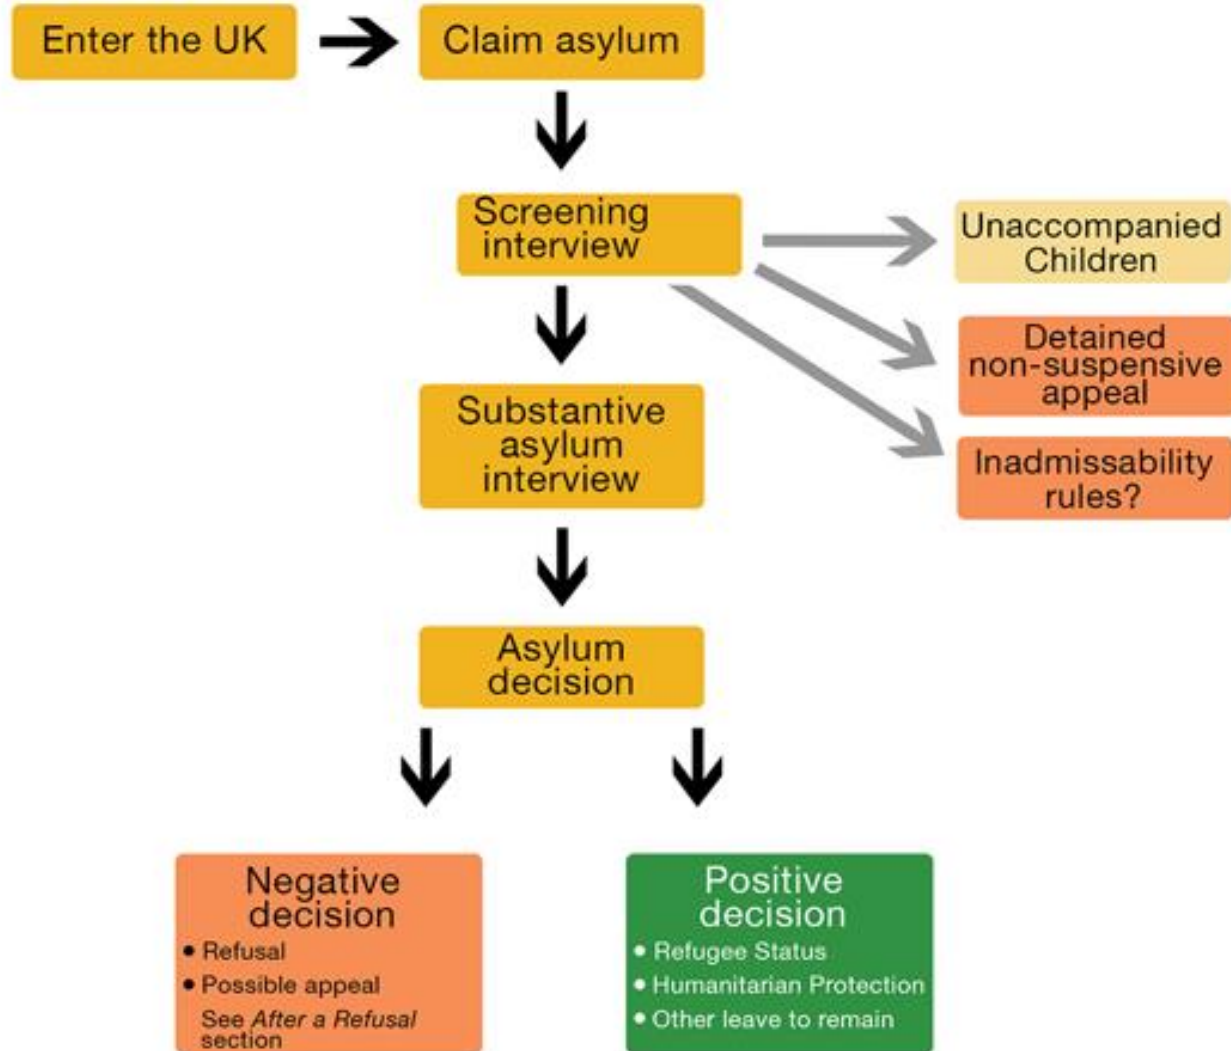 Enter the UK
Claim asylum
Screening
interview
Unaccompanied
Children
Detained
non-suspensive
appeal
Inadmissability
rules?
Substantive
asylum
interview
Asylum
decision
Negative
decision
• Refusal
• Possible appeal
See After a Refusal
section
Positive
decision
• Refugee Status
• Humanitarian Protection
• Other leave to remain